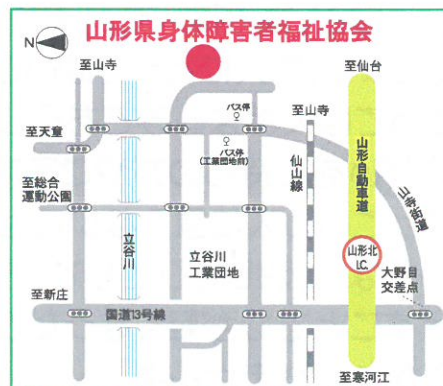 山形県身体障害者福祉協会
N
至山寺
至仙台
バス停
至山寺
至天童
バス停
(工業団地前)
仙山線
山形自動車道
山寺街道
至総合
運動公園
立谷川
立谷川
工業団地
山形北
I.C.
大野目
交差点
至新庄
国道13号線
至寒河江